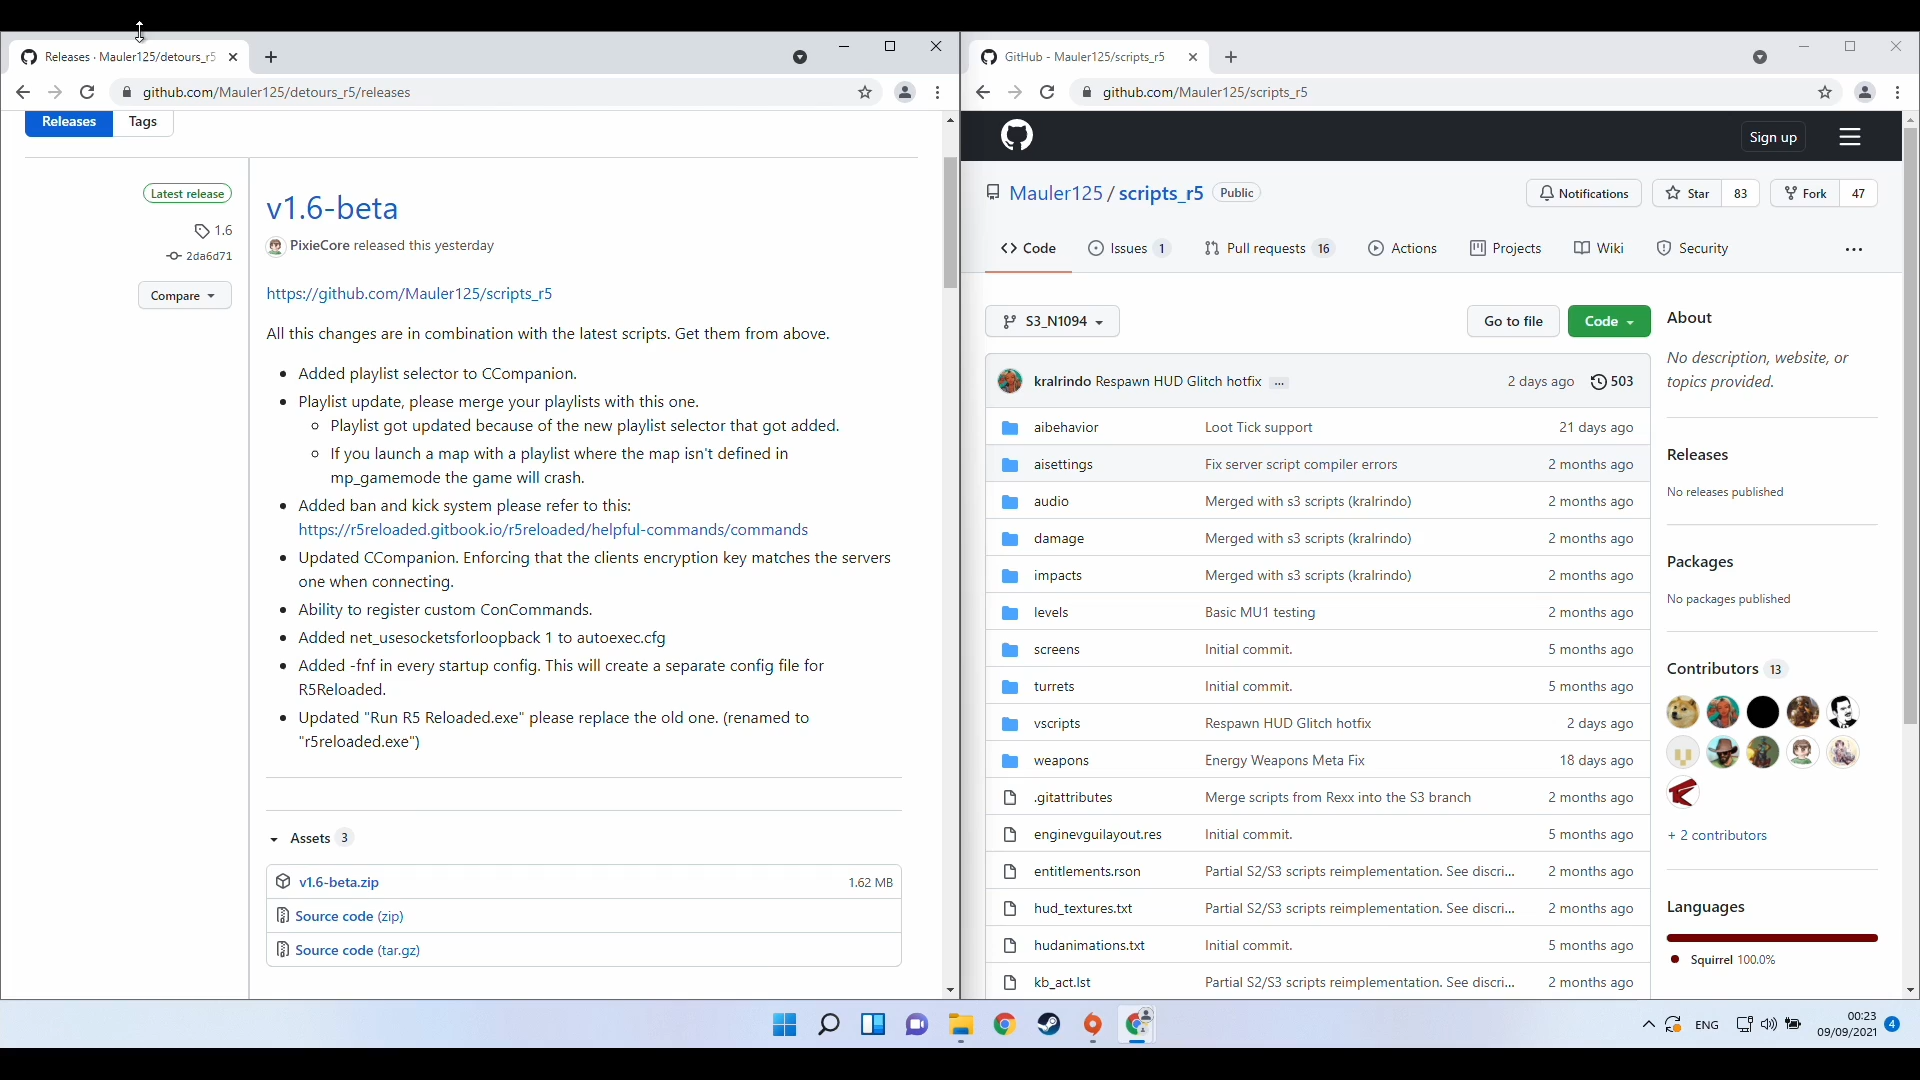 Releases · Mauler125/detours_r5
github.com/Mauler125/detours_r5/releases
Releases
Tags
Latest release
1.6
2da6d71
Compare
v1.6-beta
PixieCore released this yesterday
https://github.com/Mauler125/scripts_r5
All this changes are in combination with the latest scripts. Get them from above.
Added playlist selector to CCompanion.
Playlist update, please merge your playlists with this one.
Playlist got updated because of the new playlist selector that got added.
If you launch a map with a playlist where the map isn't defined in
mp_gamemode the game will crash.
Added ban and kick system please refer to this:
https://r5reloaded.gitbook.io/r5reloaded/helpful-commands/commands
Updated CCompanion. Enforcing that the clients encryption key matches the servers
one when connecting.
Ability to register custom ConCommands.
Added net_usesocketsforloopback 1 to autoexec.cfg
Added -fnf in every startup config. This will create a separate config file for
R5Reloaded.
Updated "Run R5 Reloaded.exe" please replace the old one. (renamed to
"r5reloaded.exe")
Assets 3
v1.6-beta.zip 1.62 MB
Source code (zip)
Source code (tar.gz)
GitHub - Mauler125/scripts_r5
github.com/Mauler125/scripts_r5
Sign up
Mauler125 / scripts_r5 Public
Notifications
Star 83
Fork 47
<> Code
Issues 1
Pull requests 16
Actions
Projects
Wiki
Security
...
S3_N1094
Go to file
Code
kralrindo Respawn HUD Glitch hotfix ... 2 days ago 503
aibehavior Loot Tick support 21 days ago
aisettings Fix server script compiler errors 2 months ago
audio Merged with s3 scripts (kralrindo) 2 months ago
damage Merged with s3 scripts (kralrindo) 2 months ago
impacts Merged with s3 scripts (kralrindo) 2 months ago
levels Basic MU1 testing 2 months ago
screens Initial commit. 5 months ago
turrets Initial commit. 5 months ago
vscripts Respawn HUD Glitch hotfix 2 days ago
weapons Energy Weapons Meta Fix 18 days ago
.gitattributes Merge scripts from Rexx into the S3 branch 2 months ago
enginevguilayout.res Initial commit. 5 months ago
entitlements.rson Partial S2/S3 scripts reimplementation. See discri... 2 months ago
hud_textures.txt Partial S2/S3 scripts reimplementation. See discri... 2 months ago
hudanimations.txt Initial commit. 5 months ago
kb_act.lst Partial S2/S3 scripts reimplementation. See discri... 2 months ago
About
No description, website, or
topics provided.
Releases
No releases published
Packages
No packages published
Contributors 13
+ 2 contributors
Languages
Squirrel 100.0%
ENG
00:23
09/09/2021
4